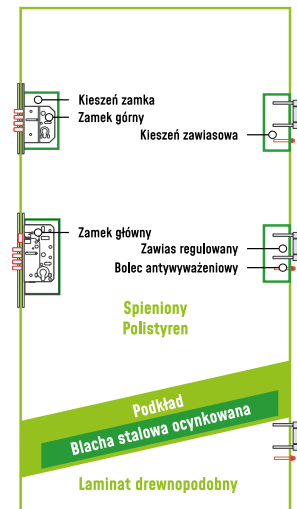 Kieszeń zamka
Zamek górny
Kieszeń zawiasowa
Zamek główny
Zawias regulowany
Bolec antywyważeniowy
Spieniony
Polistyren
Podkład
Blacha stalowa ocynkowana
Laminat drewnopodobny